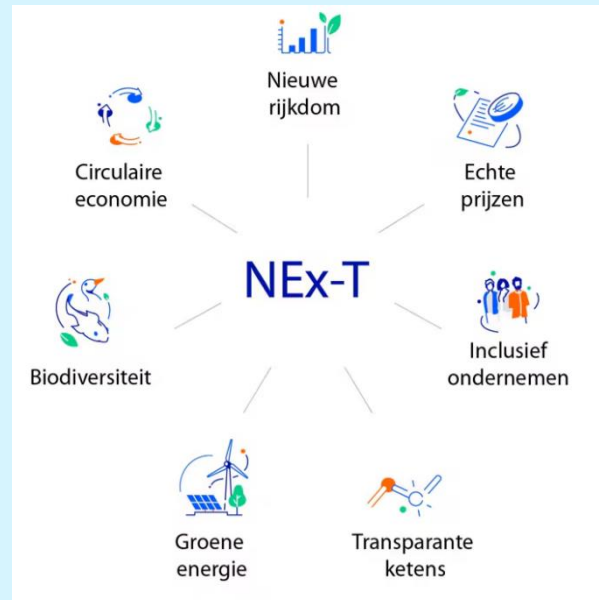 Nieuwe
rijkdom
Echte
prijzen
Inclusief
ondernemen
Transparante
ketens
Groene
energie
Biodiversiteit
Circulaire
economie
NEx-T